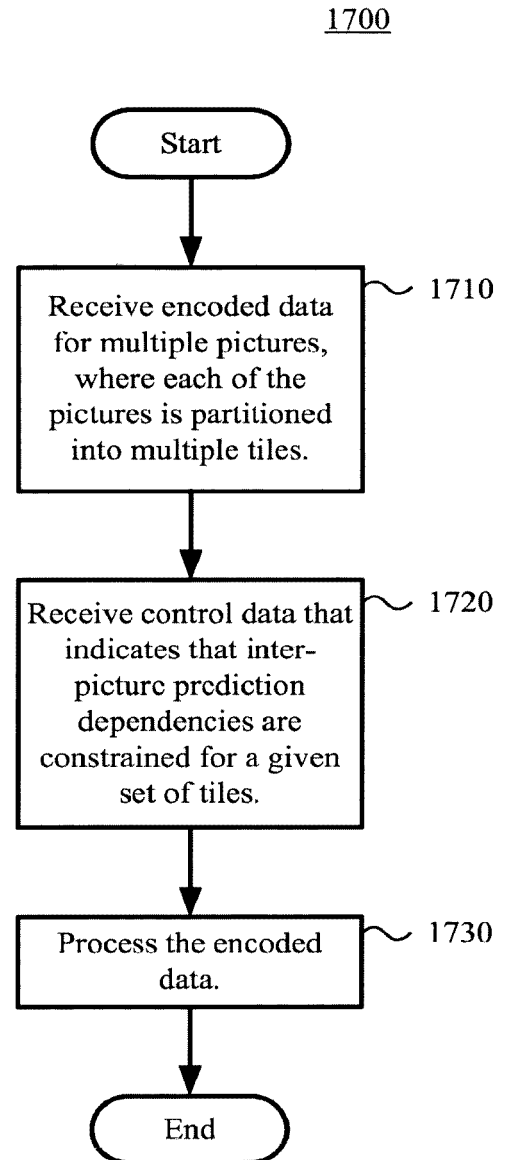 1700
Start
Receive encoded data
for multiple pictures,
where each of the
pictures is partitioned
into multiple tiles.
1710
Receive control data that
indicates that inter-
picture prediction
dependencies are
constrained for a given
set of tiles.
1720
Process the encoded
data.
1730
End